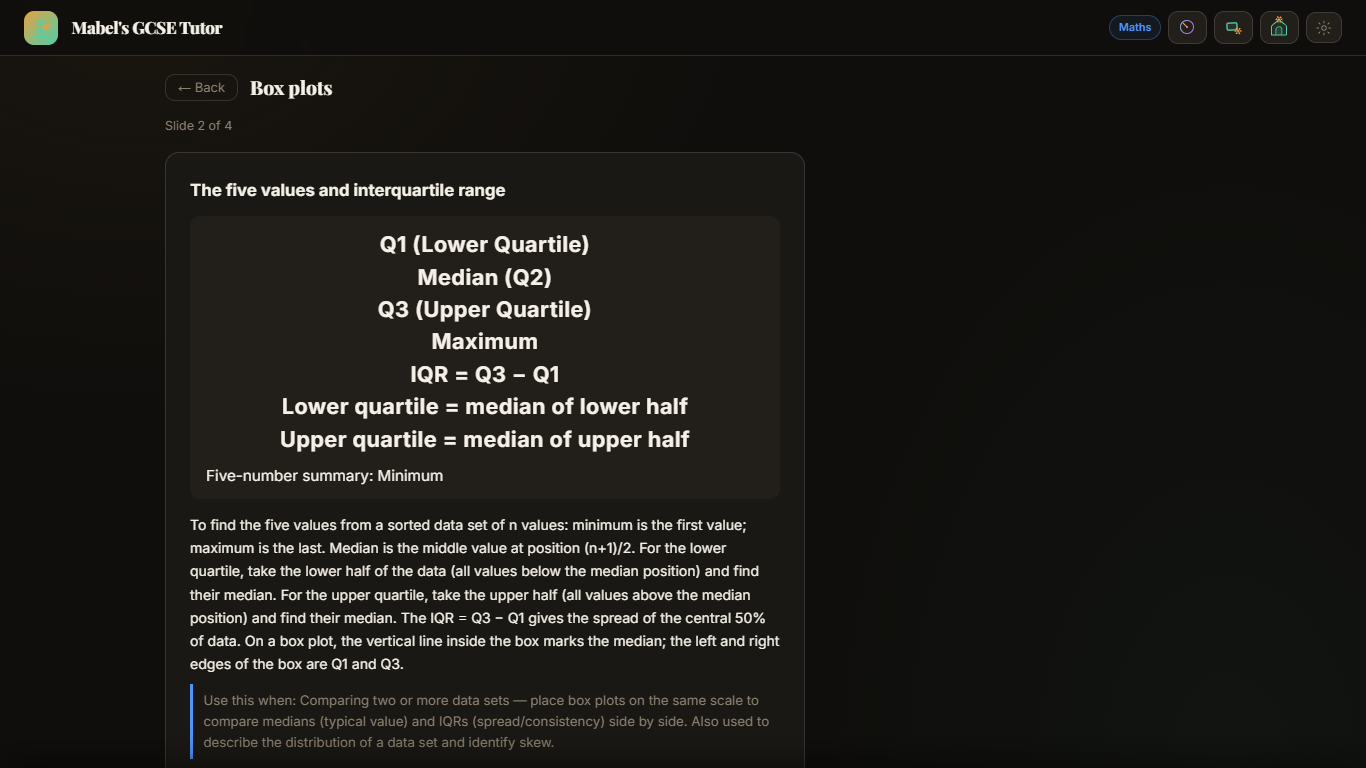 Mabel's GCSE Tutor
Maths
← Back
Box plots
Slide 2 of 4
The five values and interquartile range
Q1 (Lower Quartile)
Median (Q2)
Q3 (Upper Quartile)
Maximum
IQR = Q3 − Q1
Lower quartile = median of lower half
Upper quartile = median of upper half
Five-number summary: Minimum
To find the five values from a sorted data set of n values: minimum is the first value;
maximum is the last. Median is the middle value at position (n+1)/2. For the lower
quartile, take the lower half of the data (all values below the median position) and find
their median. For the upper quartile, take the upper half (all values above the median
position) and find their median. The IQR = Q3 − Q1 gives the spread of the central 50%
of data. On a box plot, the vertical line inside the box marks the median; the left and right
edges of the box are Q1 and Q3.
Use this when: Comparing two or more data sets — place box plots on the same scale to
compare medians (typical value) and IQRs (spread/consistency) side by side. Also used to
describe the distribution of a data set and identify skew.